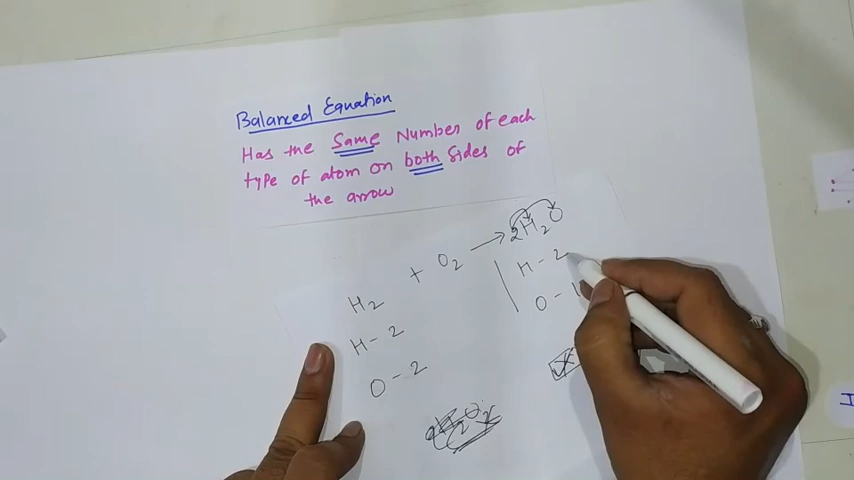 Balanced Equation
Has the Same Number of each
type of atom on both sides of
the arrow
H2 + O2 → 2H2O
H - 2
O - 2
H - 2
O - 1